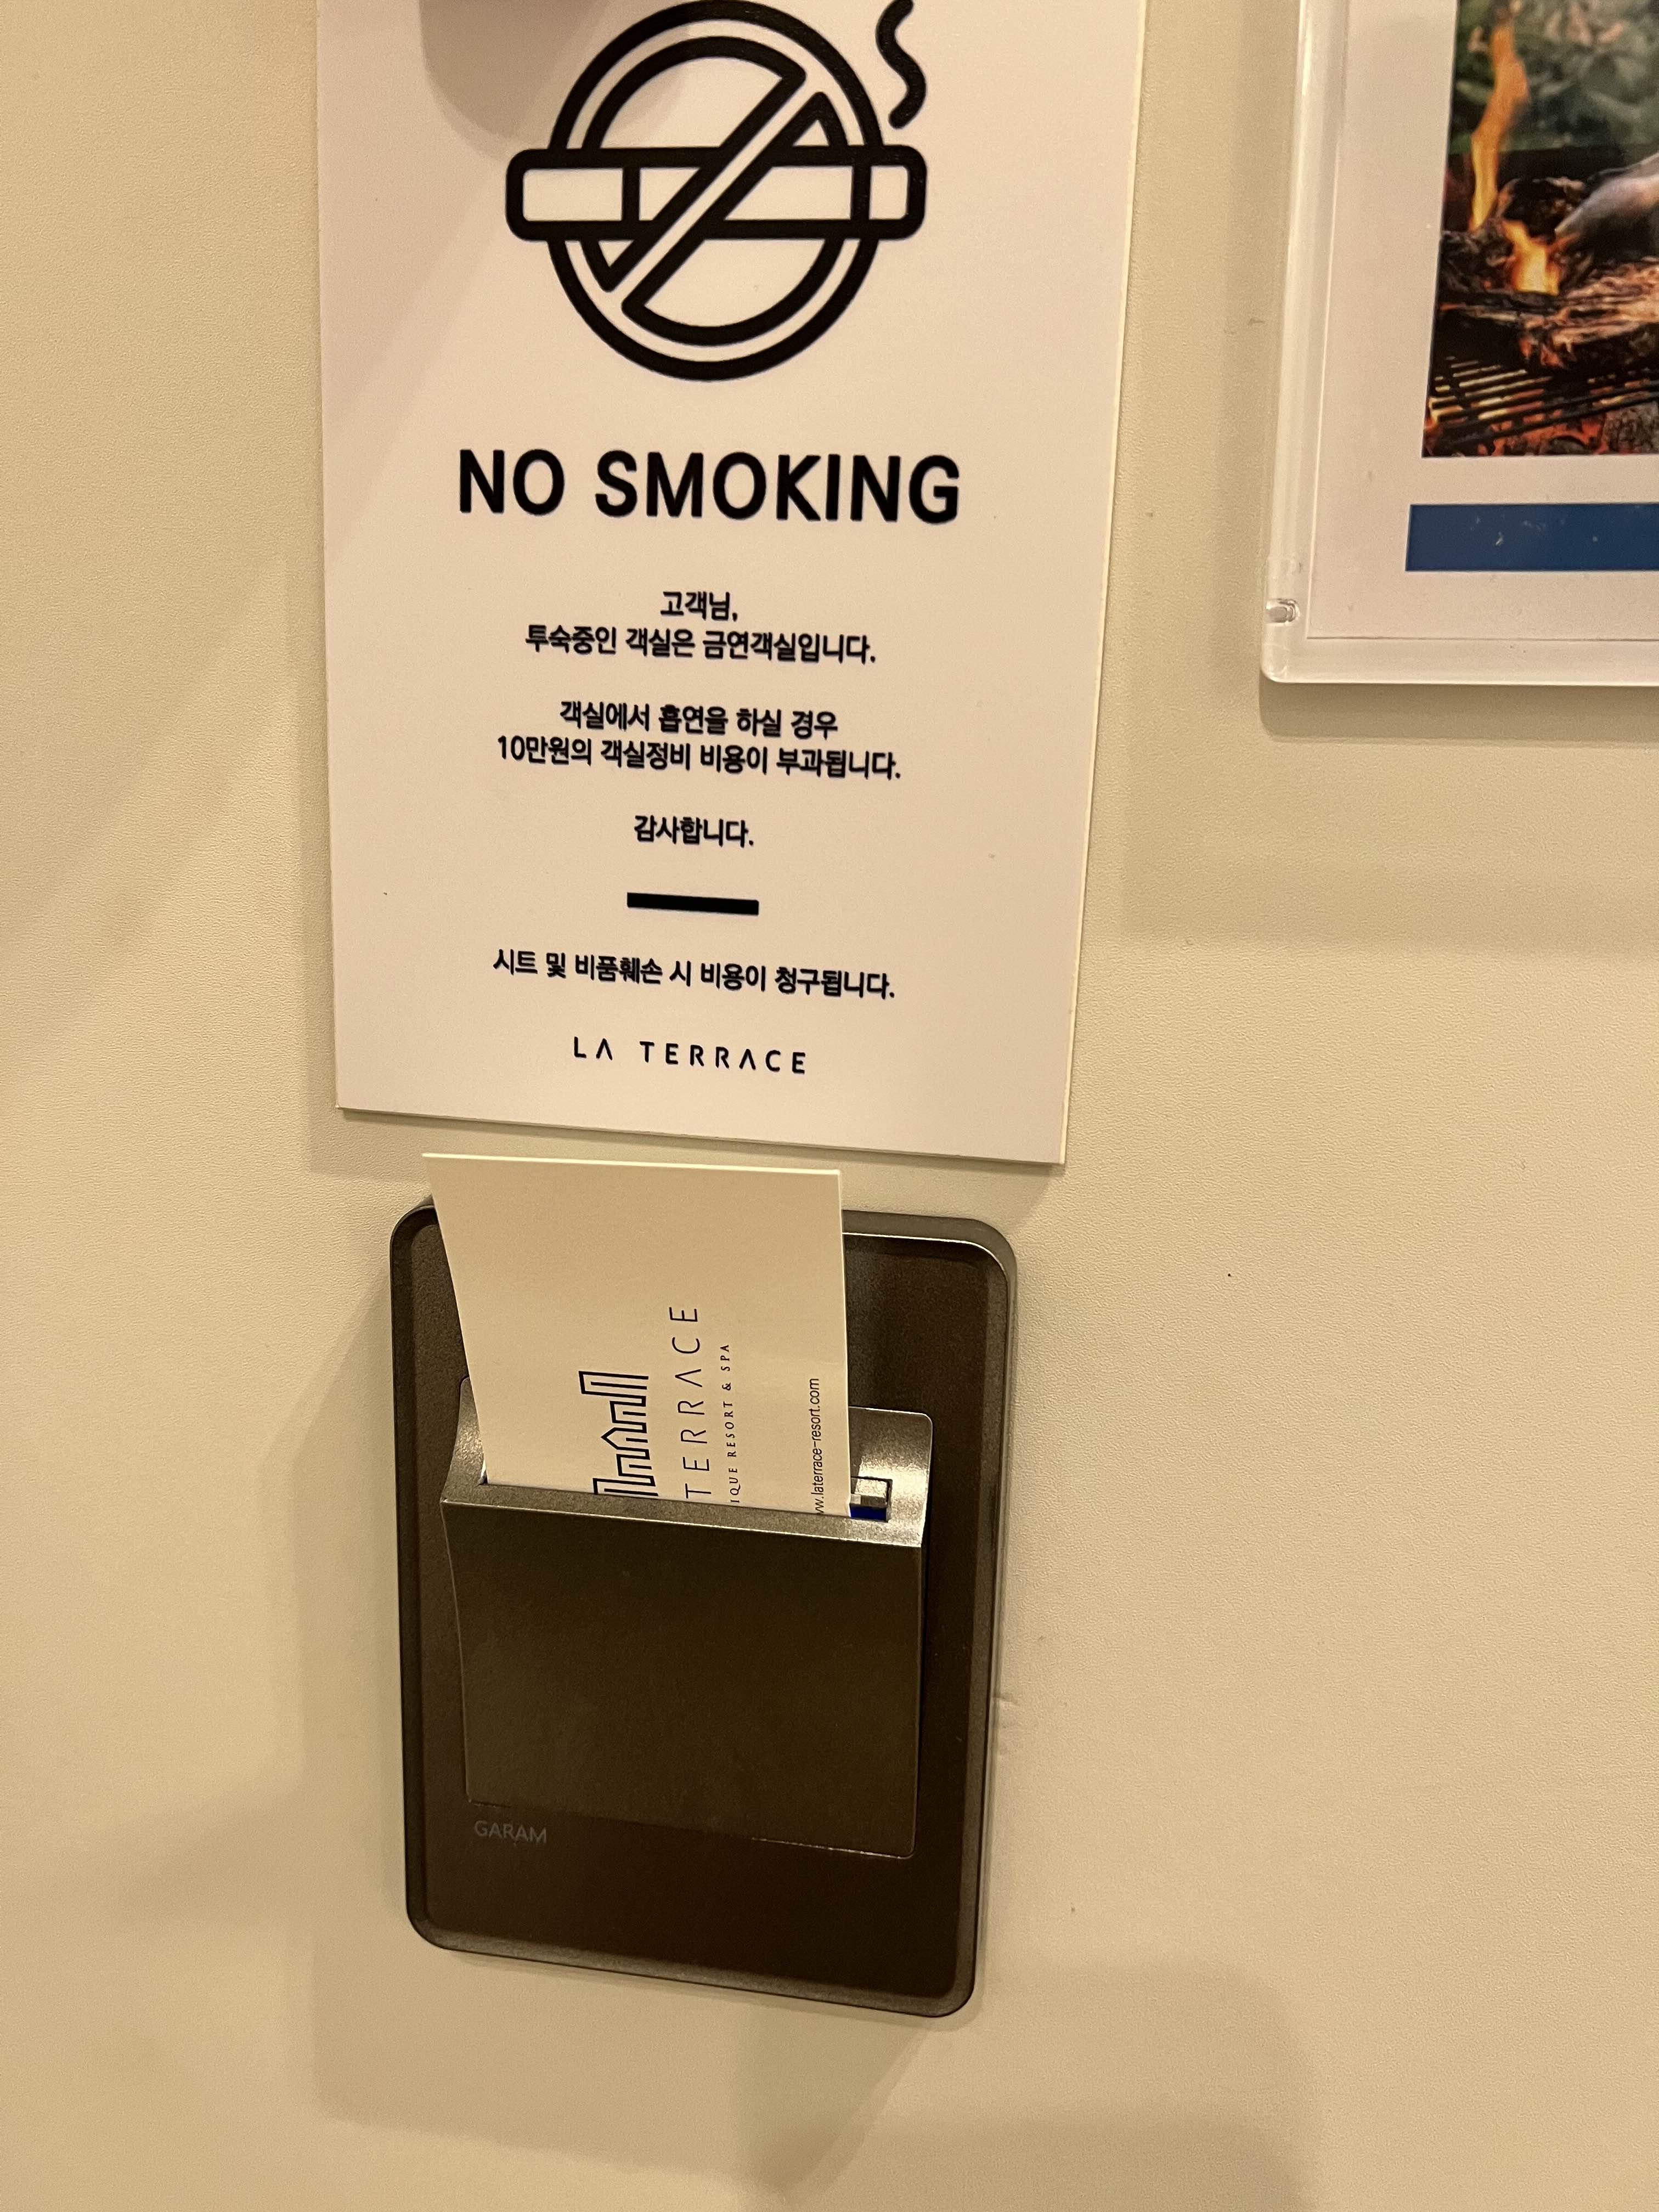 NO SMOKING
고객님,
투숙중인 객실은 금연객실입니다.
객실에서 흡연을 하실 경우
10만원의 객실정비 비용이 부과됩니다.
감사합니다.
시트 및 비품훼손 시 비용이 청구됩니다.
LA TERRACE
TERRACE
IQUE RESORT & SPA
w.laterrace-resort.com
GARAM